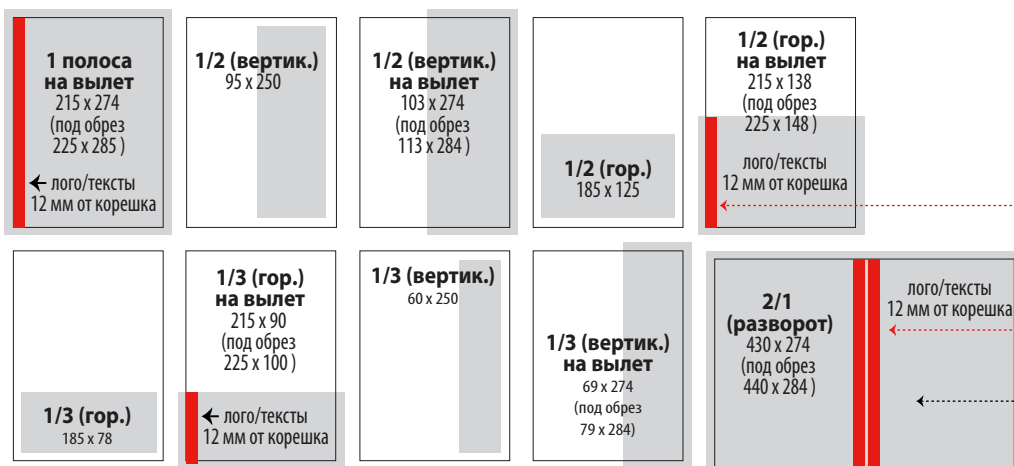 1 полоса
на вылет
215 x 274
(под обрез
225 x 285 )
лого/тексты
12 мм от корешка
1/2 (вертик.)
95 x 250
1/2 (вертик.)
на вылет
103 x 274
(под обрез
113 x 284 )
1/2 (гор.)
185 x 125
1/2 (гор.)
на вылет
215 x 138
(под обрез
225 x 148 )
лого/тексты
12 мм от корешка
1/3 (гор.)
185 x 78
1/3 (гор.)
на вылет
215 x 90
(под обрез
225 x 100 )
лого/тексты
12 мм от корешка
1/3 (вертик.)
60 x 250
1/3 (вертик.)
на вылет
69 x 274
(под обрез
79 x 284)
2/1
(разворот)
430 x 274
(под обрез
440 x 284 )
лого/тексты
12 мм от корешка